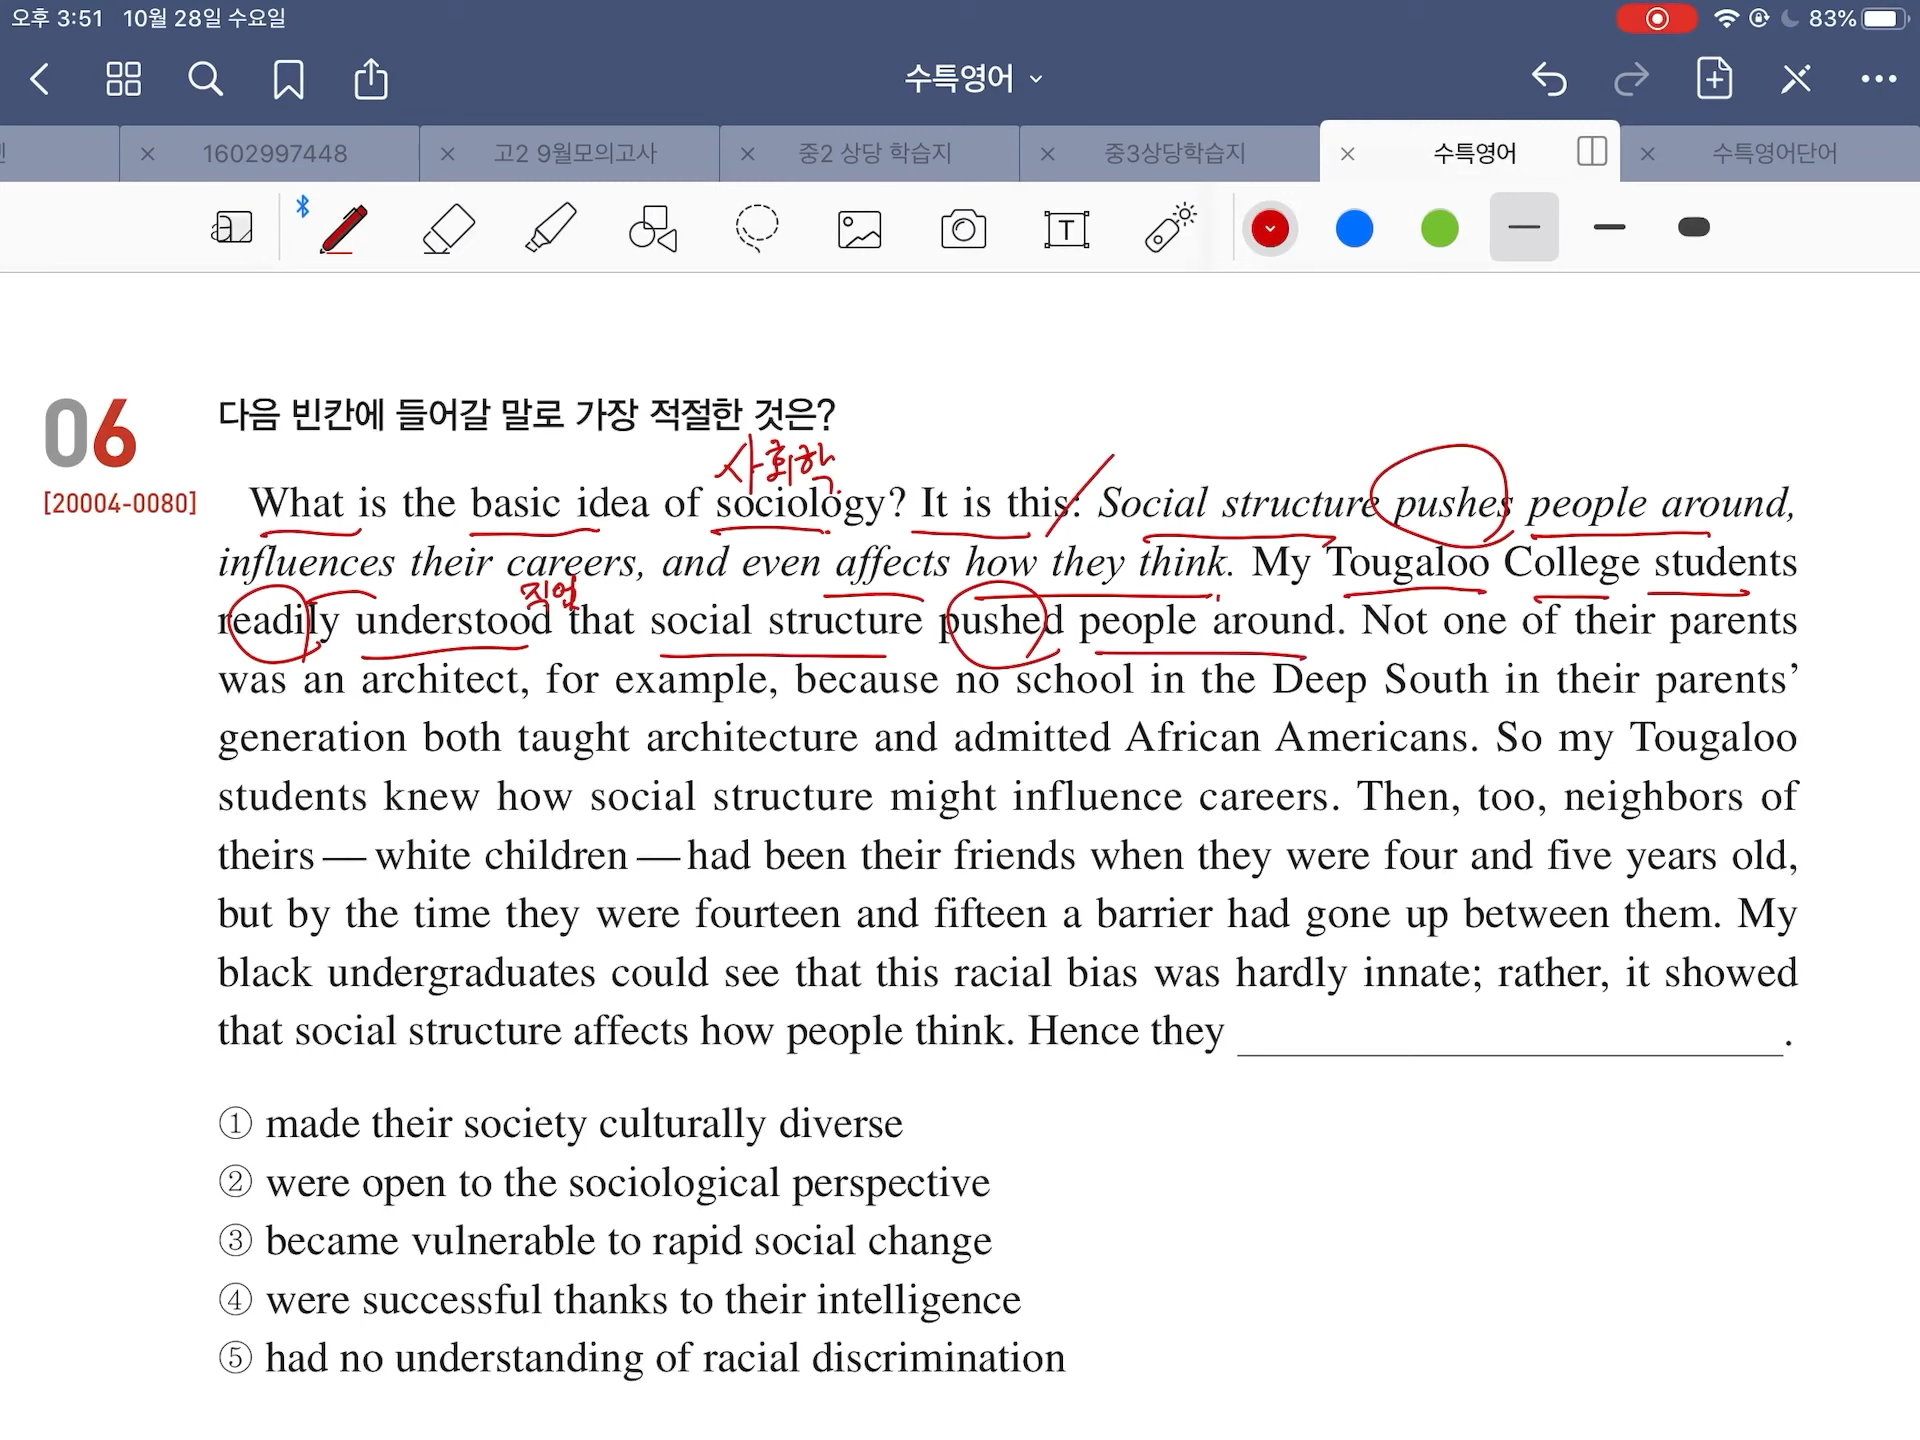 오후 3:51 10월 28일 수요일 83%
수특영어
1602997448 고2 9월모의고사 중2 상당 학습지 중3상당학습지 수특영어 수특영어단어
06 다음 빈칸에 들어갈 말로 가장 적절한 것은?
사회학
[20004-0080] What is the basic idea of sociology? It is this: Social structure pushes people around,
influences their careers, and even affects how they think. My Tougaloo College students
직업
readily understood that social structure pushed people around. Not one of their parents
was an architect, for example, because no school in the Deep South in their parents’
generation both taught architecture and admitted African Americans. So my Tougaloo
students knew how social structure might influence careers. Then, too, neighbors of
theirs — white children — had been their friends when they were four and five years old,
but by the time they were fourteen and fifteen a barrier had gone up between them. My
black undergraduates could see that this racial bias was hardly innate; rather, it showed
that social structure affects how people think. Hence they ____________________.
① made their society culturally diverse
② were open to the sociological perspective
③ became vulnerable to rapid social change
④ were successful thanks to their intelligence
⑤ had no understanding of racial discrimination